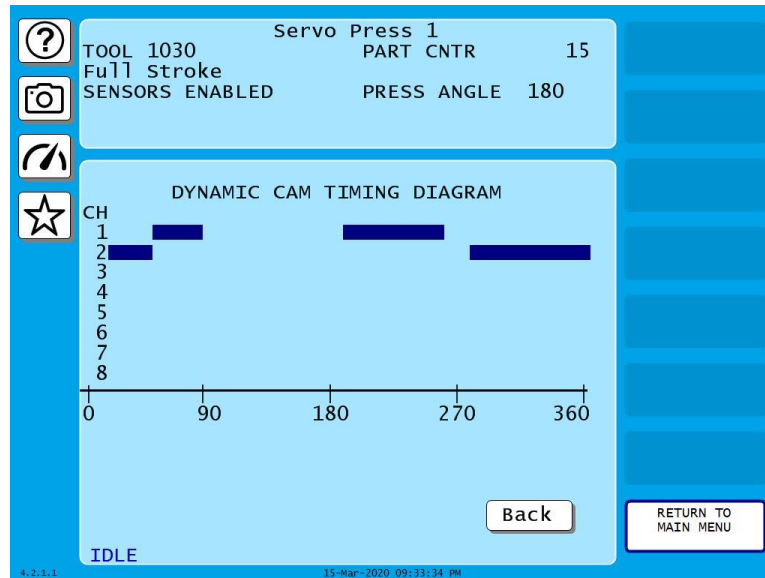 Servo Press 1
TOOL 1030 PART CNTR 15
Full Stroke
SENSORS ENABLED PRESS ANGLE 180
DYNAMIC CAM TIMING DIAGRAM
CH
1
2
3
4
5
6
7
8
0 90 180 270 360
Back
RETURN TO
MAIN MENU
IDLE
4.2.1.1 15-Mar-2020 09:33:34 PM